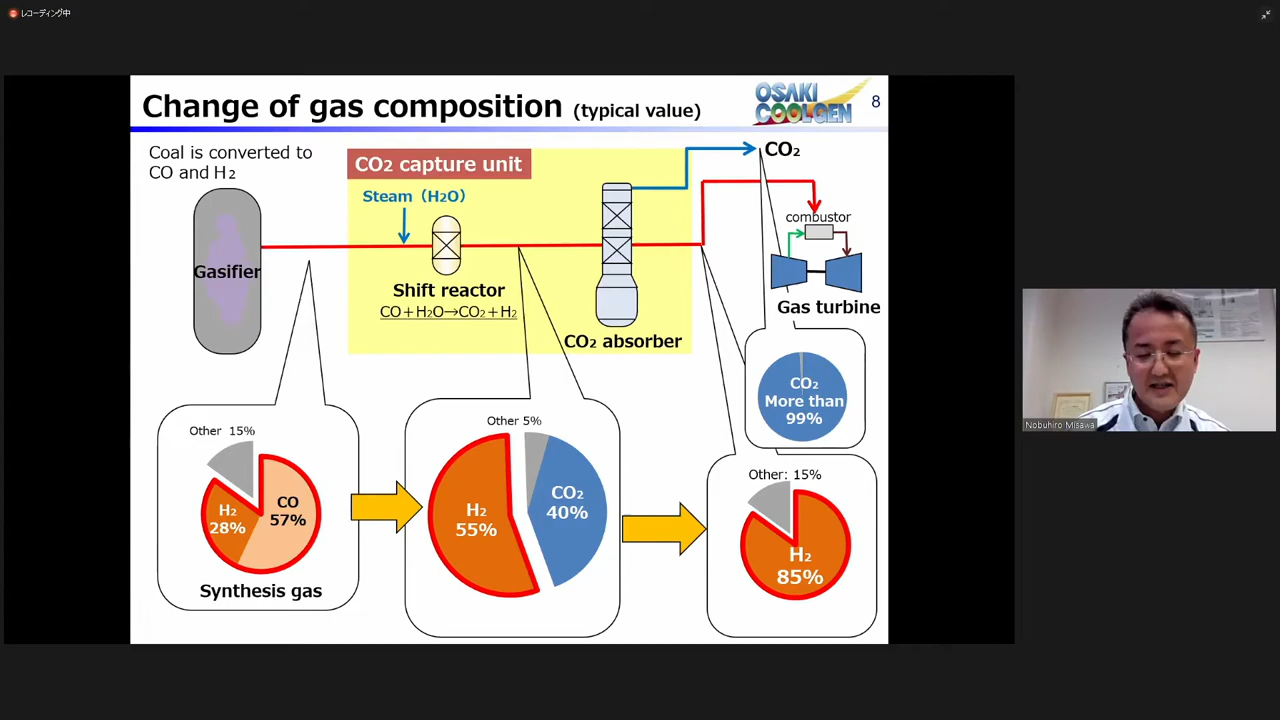 レコーディング中
Change of gas composition (typical value)
OSAKI
COOLGEN
8
Coal is converted to
CO and H₂
CO₂ capture unit
Steam（H₂O）
CO₂
combustor
Gasifier
Shift reactor
CO＋H₂O→CO₂＋H₂
CO₂ absorber
Gas turbine
CO₂
More than
99%
Other 15%
H₂
28%
CO
57%
Synthesis gas
Other 5%
H₂
55%
CO₂
40%
Other: 15%
H₂
85%
Nobuhiro Misawa